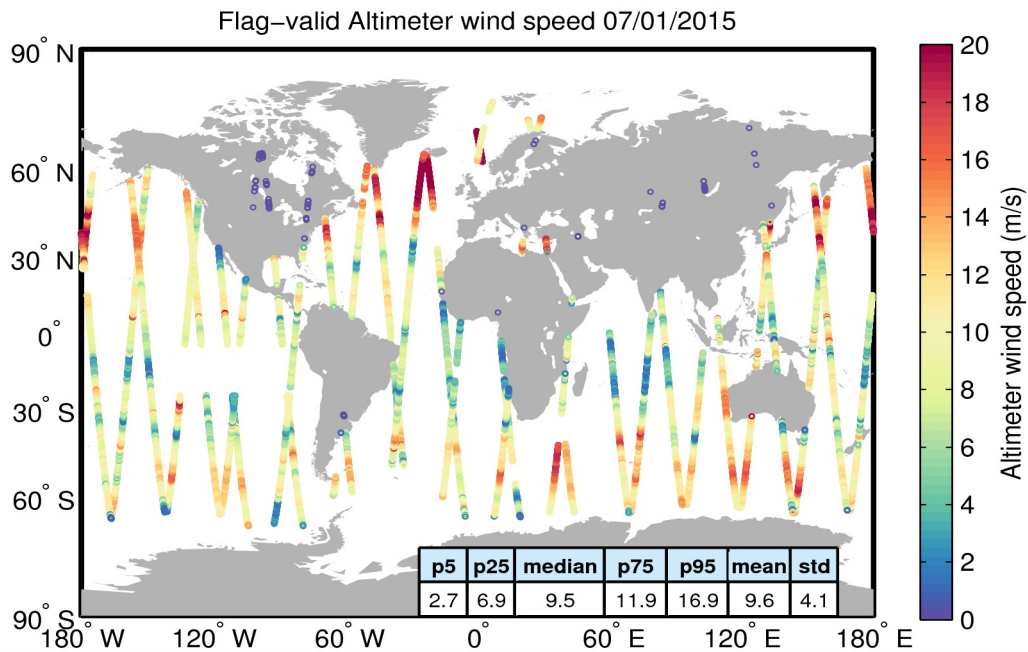 Flag−valid Altimeter wind speed 07/01/2015
90° N
60° N
30° N
0°
30° S
60° S
90° S
180° W
120° W
60° W
0°
60° E
120° E
180° E
p5 p25 median p75 p95 mean std
2.7 6.9 9.5 11.9 16.9 9.6 4.1
20
18
16
14
12
10
8
6
4
2
0
Altimeter wind speed (m/s)